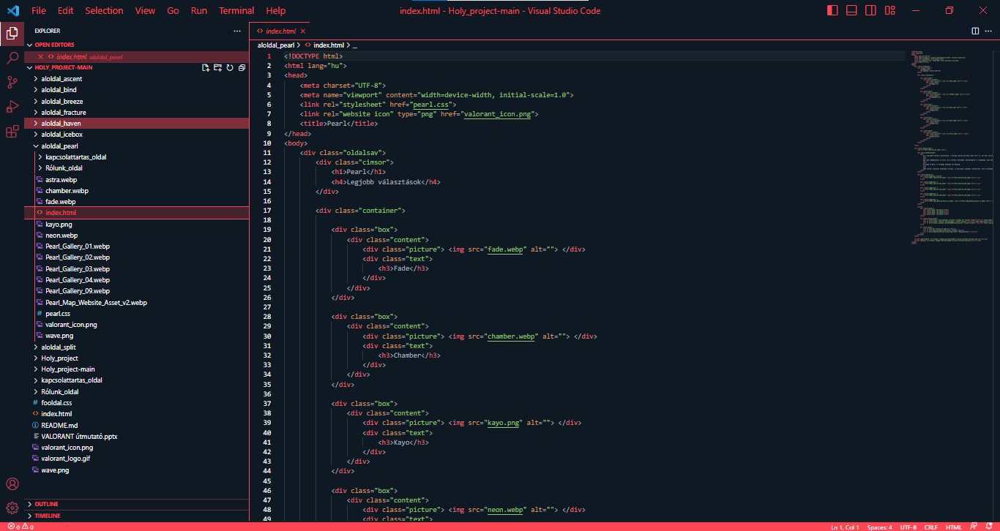 File Edit Selection View Go Run Terminal Help
index.html - Holy_project-main - Visual Studio Code
EXPLORER
OPEN EDITORS
index.html aloldal_pearl
HOLY_PROJECT-MAIN
aloldal_ascent
aloldal_bind
aloldal_breeze
aloldal_fracture
aloldal_haven
aloldal_icebox
aloldal_pearl
kapcsolattartas_oldal
Rólunk_oldal
astra.webp
chamber.webp
fade.webp
index.html
kayo.png
neon.webp
Pearl_Gallery_01.webp
Pearl_Gallery_02.webp
Pearl_Gallery_03.webp
Pearl_Gallery_04.webp
Pearl_Gallery_09.webp
Pearl_Map_Website_Asset_v2.webp
pearl.css
valorant_icon.png
wave.png
aloldal_split
Holy_project
Holy_project-main
kapcsolattartas_oldal
Rólunk_oldal
fooldal.css
index.html
README.md
VALORANT útmutató.pptx
valorant_icon.png
valorant_logo.gif
wave.png
OUTLINE
TIMELINE
index.html
aloldal_pearl > index.html > ...
1 <!DOCTYPE html>
2 <html lang="hu">
3 <head>
4 <meta charset="UTF-8">
5 <meta name="viewport" content="width=device-width, initial-scale=1.0">
6 <link rel="stylesheet" href="pearl.css">
7 <link rel="website icon" type="png" href="valorant_icon.png">
8 <title>Pearl</title>
9 </head>
10 <body>
11 <div class="oldalsav">
12 <div class="cimsor">
13 <h1>Pearl</h1>
14 <h4>Legjobb választások</h4>
15 </div>
16
17 <div class="container">
18
19 <div class="box">
20 <div class="content">
21 <div class="picture"> <img src="fade.webp" alt=""> </div>
22 <div class="text">
23 <h3>Fade</h3>
24 </div>
25 </div>
26 </div>
27
28 <div class="box">
29 <div class="content">
30 <div class="picture"> <img src="chamber.webp" alt=""> </div>
31 <div class="text">
32 <h3>Chamber</h3>
33 </div>
34 </div>
35 </div>
36
37 <div class="box">
38 <div class="content">
39 <div class="picture"> <img src="kayo.png" alt=""> </div>
40 <div class="text">
41 <h3>Kayo</h3>
42 </div>
43 </div>
44 </div>
45
46 <div class="box">
47 <div class="content">
48 <div class="picture"> <img src="neon.webp" alt=""> </div>
49 <div class="text">
0 0
Ln 1, Col 1 Spaces: 4 UTF-8 CRLF HTML